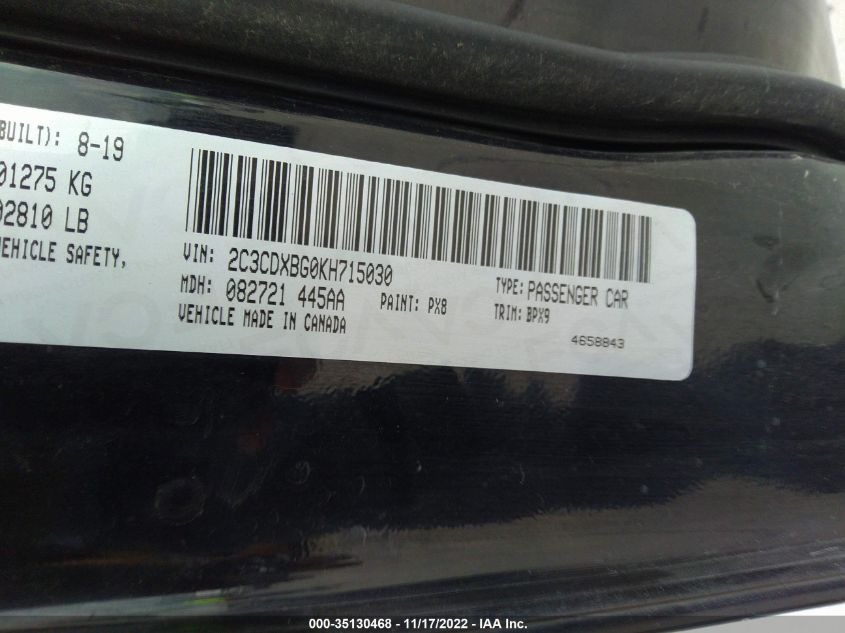 BUILT): 8-19
01275 KG
02810 LB
VEHICLE SAFETY,
VIN: 2C3CDXBG0KH715030
MDH: 082721 445AA
PAINT: PX8
VEHICLE MADE IN CANADA
TYPE: PASSENGER CAR
TRIM: BPX9
4658843
000-35130468 - 11/17/2022 - IAA Inc.